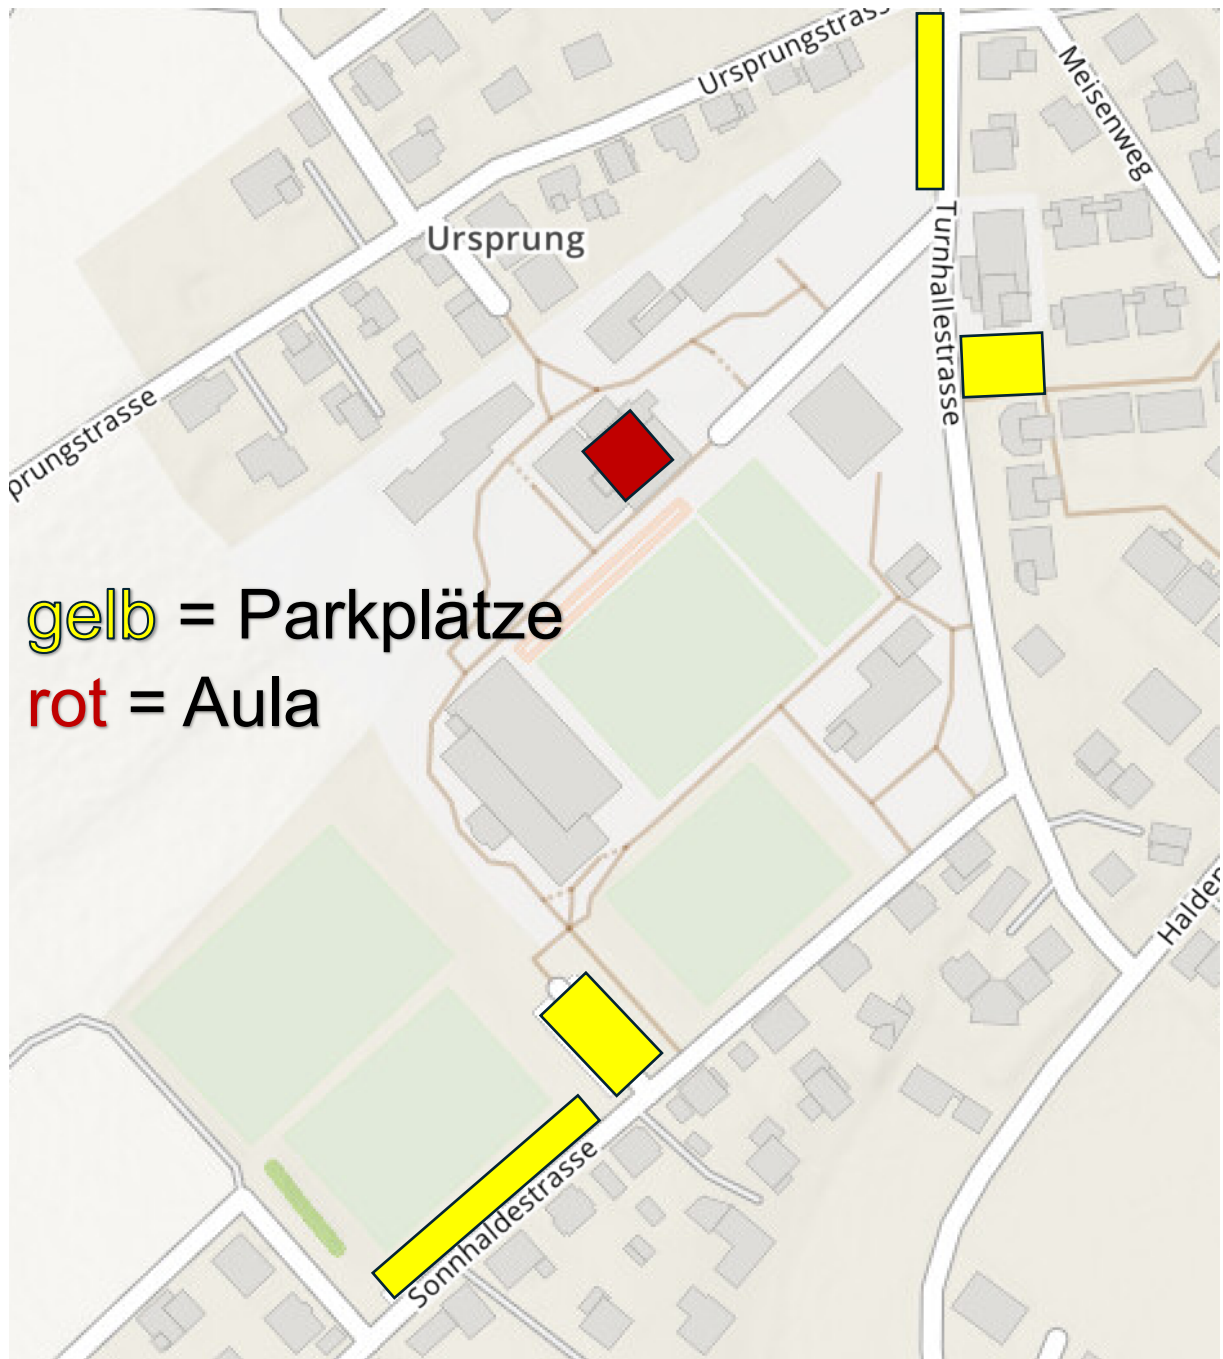 Ursprungstrass
Meisenweg
Ursprung
Turnhallestrasse
prungstrasse
gelb = Parkplätze
rot = Aula
Halden
Sonnhaldestrasse